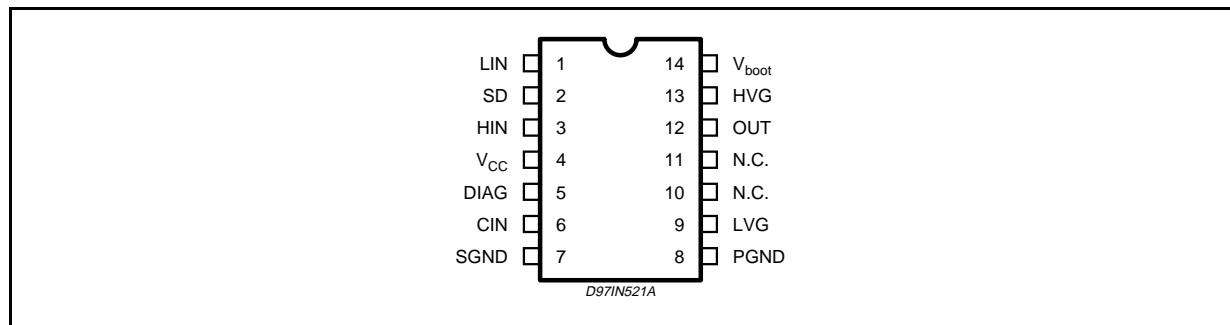 LIN 1 14 Vboot
SD 2 13 HVG
HIN 3 12 OUT
VCC 4 11 N.C.
DIAG 5 10 N.C.
CIN 6 9 LVG
SGND 7 8 PGND
D97IN521A